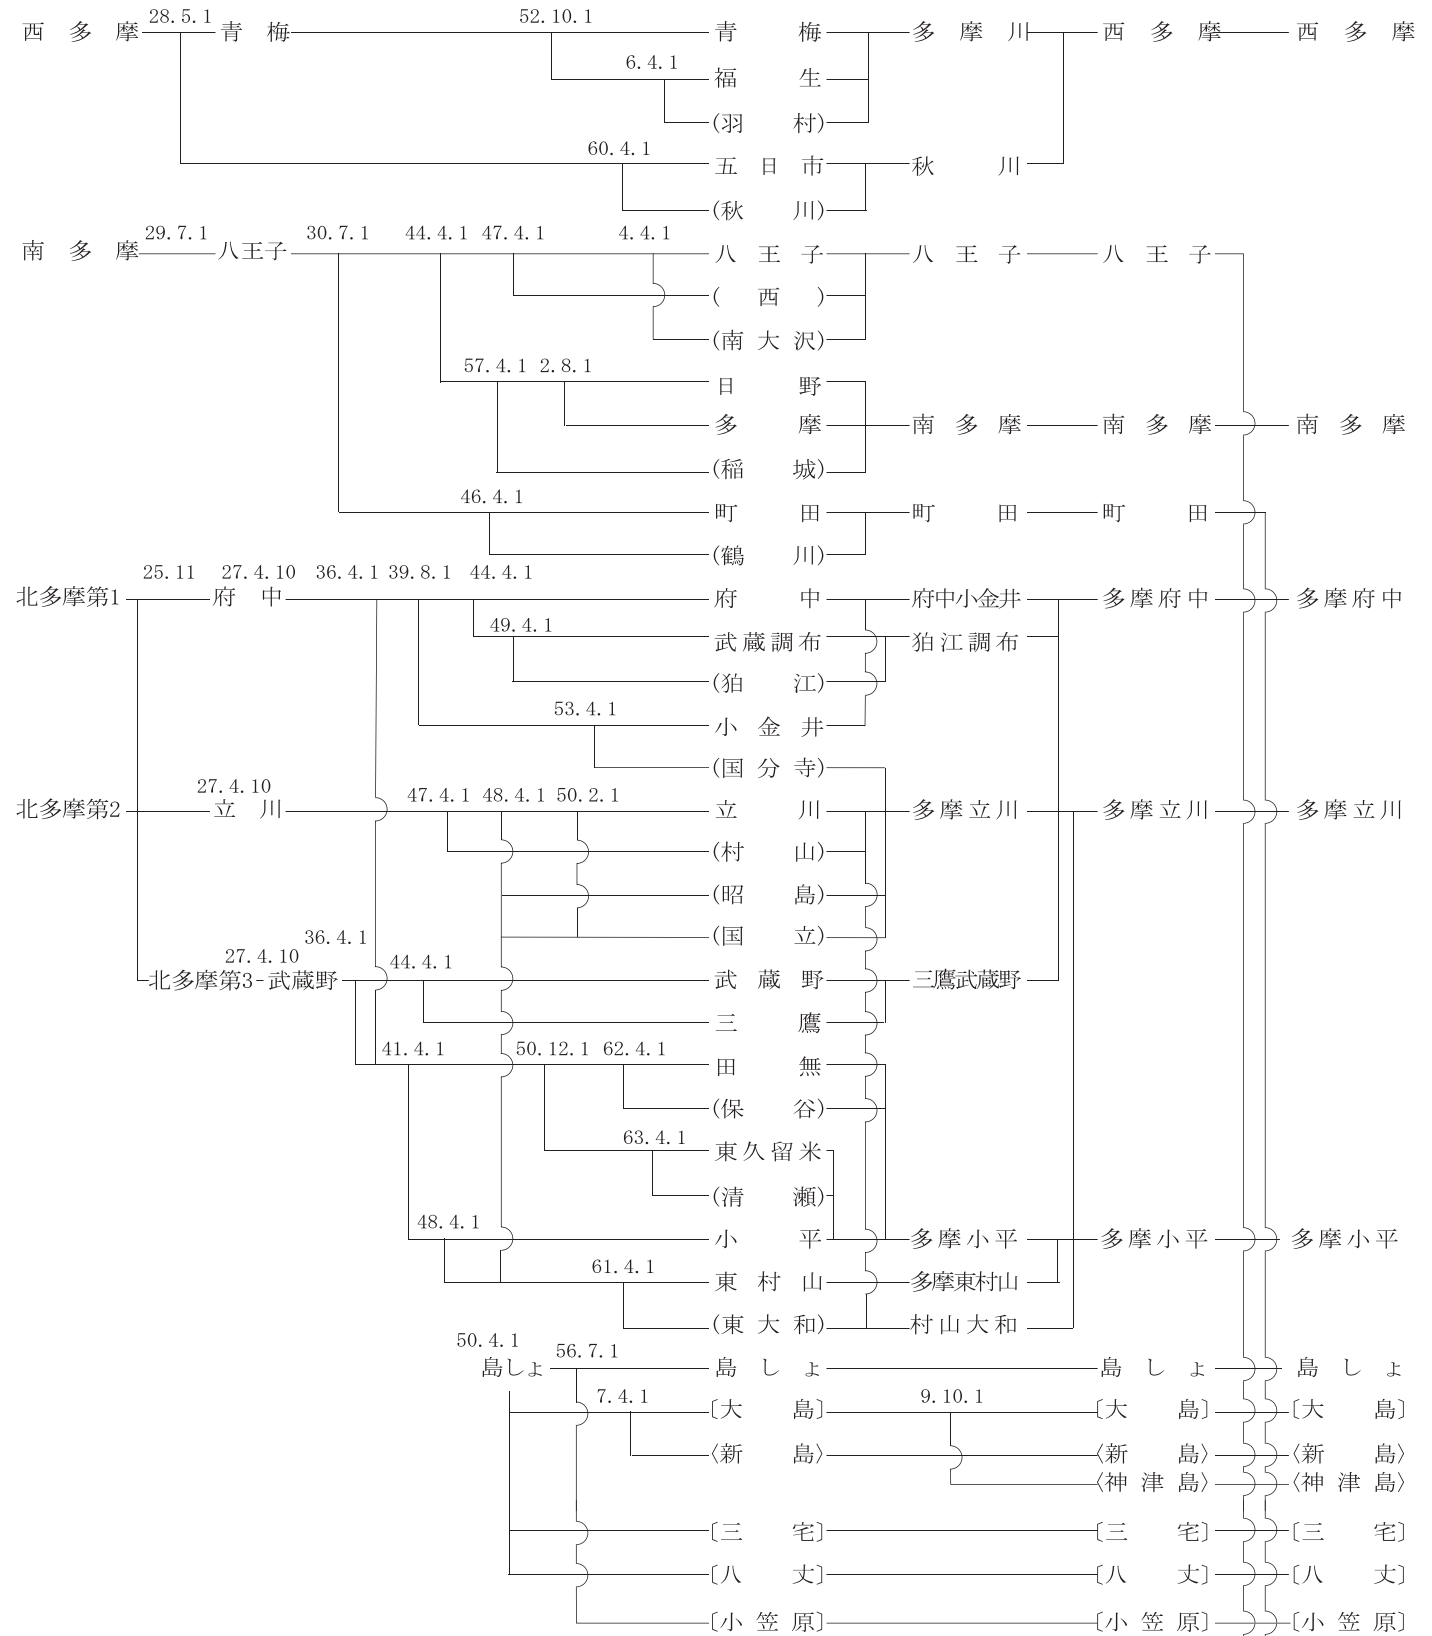 28.5.1 52.10.1
西多摩 青梅 青梅 多摩川 西多摩 西多摩
6.4.1
福生
(羽村)
60.4.1
五日市 秋川
(秋川)
29.7.1 30.7.1 44.4.1 47.4.1 4.4.1
南多摩 八王子 八王子 八王子 八王子
(西)
(南大沢)
57.4.1 2.8.1
日野
多摩 南多摩 南多摩 南多摩
(稲城)
46.4.1
町田 町田 町田
(鶴川)
25.11 27.4.10 36.4.1 39.8.1 44.4.1
北多摩第1 府中 府中 府中小金井 多摩府中 多摩府中
49.4.1
武蔵調布 狛江調布
(狛江)
53.4.1
小金井
(国分寺)
27.4.10 47.4.1 48.4.1 50.2.1
北多摩第2 立川 立川 多摩立川 多摩立川 多摩立川
(村山)
(昭島)
(国立)
36.4.1
27.4.10 44.4.1
北多摩第3-武蔵野 武蔵野 三鷹武蔵野
三鷹
41.4.1 50.12.1 62.4.1
田無
(保谷)
63.4.1
東久留米
(清瀬)
48.4.1
小平 多摩小平 多摩小平 多摩小平
61.4.1
東村山 多摩東村山
(東大和) 村山大和
50.4.1 56.7.1
島しょ 島しょ 島しょ 島しょ
7.4.1 9.10.1
〔大島〕 〔大島〕 〔大島〕
〈新島〉 〈新島〉 〈新島〉
〈神津島〉 〈神津島〉
〔三宅〕 〔三宅〕 〔三宅〕
〔八丈〕 〔八丈〕 〔八丈〕
〔小笠原〕 〔小笠原〕 〔小笠原〕